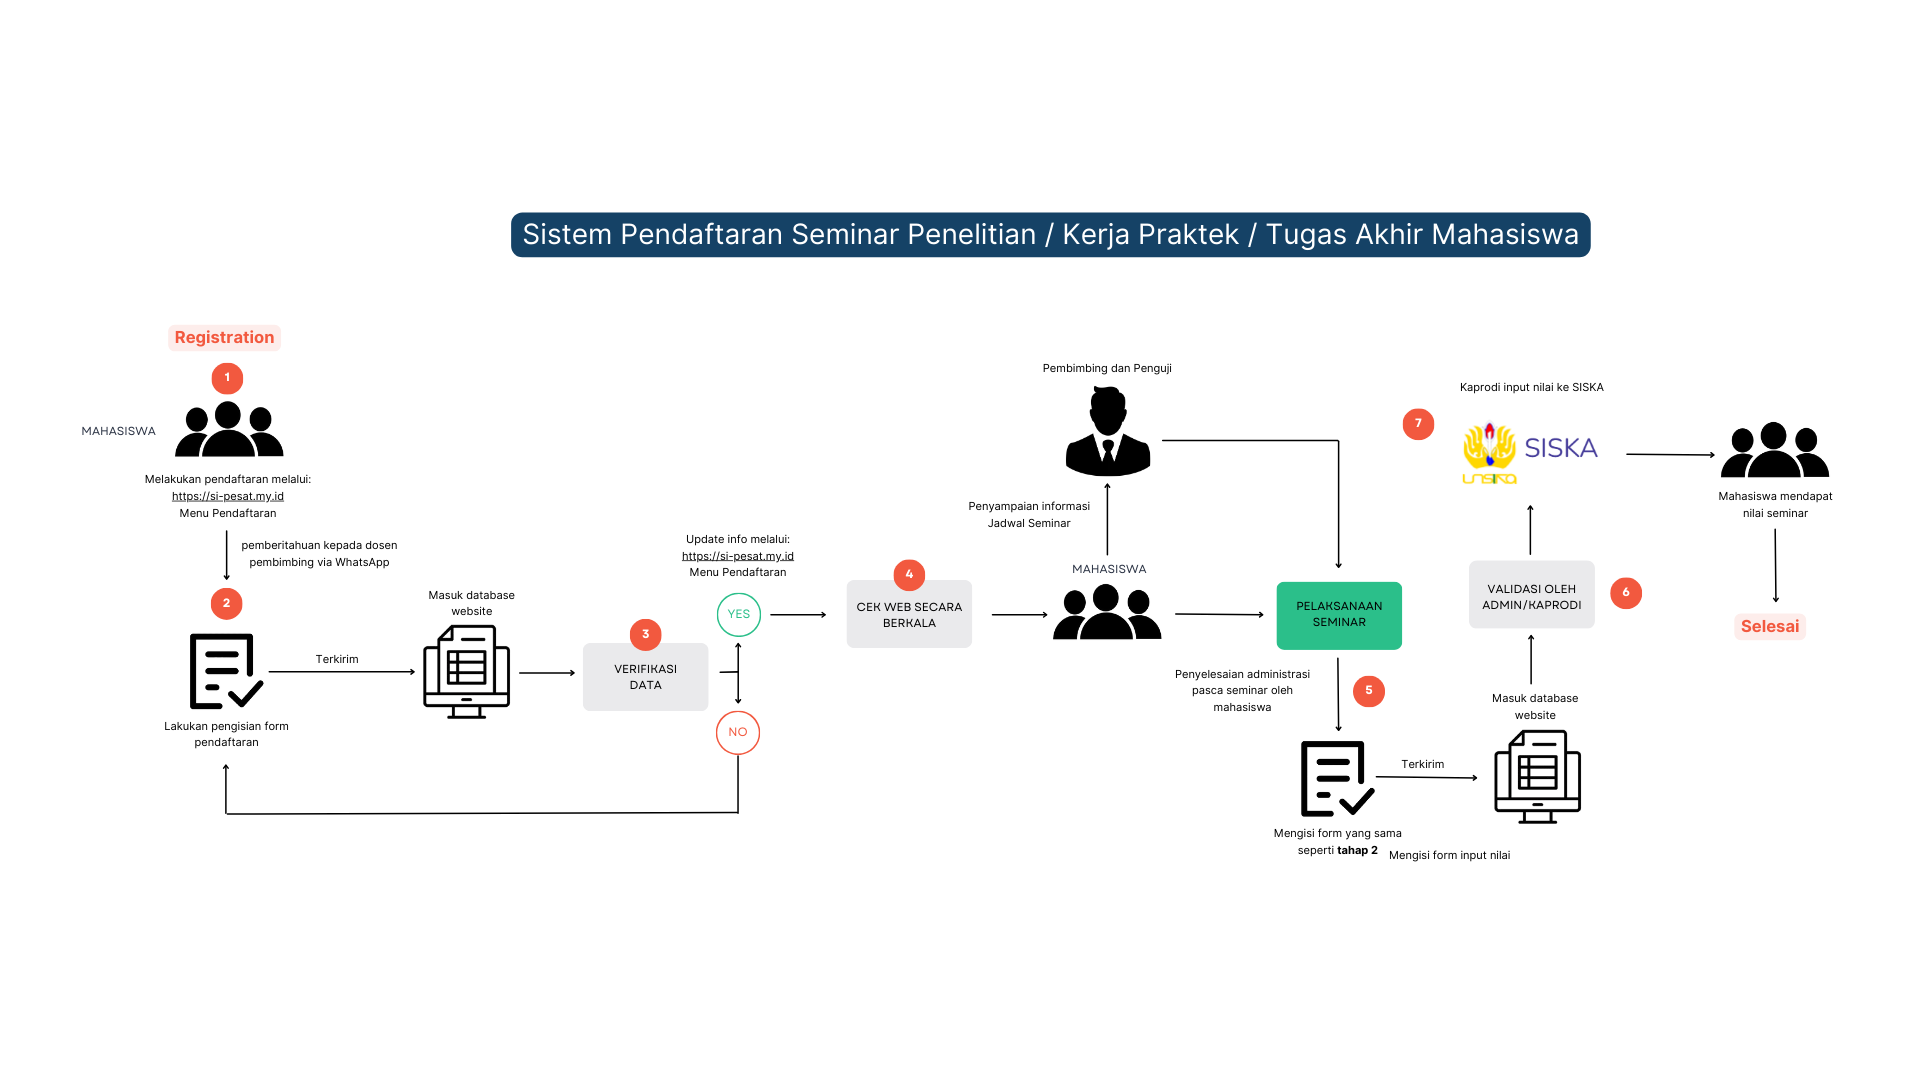 Sistem Pendaftaran Seminar Penelitian / Kerja Praktek / Tugas Akhir Mahasiswa
Registration
1
MAHASISWA
Melakukan pendaftaran melalui:
https://si-pesat.my.id
Menu Pendaftaran
pemberitahuan kepada dosen
pembimbing via WhatsApp
2
Lakukan pengisian form
pendaftaran
Terkirim
Masuk database
website
3
VERIFIKASI
DATA
Update info melalui:
https://si-pesat.my.id
Menu Pendaftaran
YES
NO
4
CEK WEB SECARA
BERKALA
MAHASISWA
Penyampaian informasi
Jadwal Seminar
Pembimbing dan Penguji
PELAKSANAAN
SEMINAR
Penyelesaian administrasi
pasca seminar oleh
mahasiswa
5
Mengisi form yang sama
seperti tahap 2
Mengisi form input nilai
Terkirim
Masuk database
website
VALIDASI OLEH
ADMIN/KAPRODI
6
7
Kaprodi input nilai ke SISKA
UNSIKA
SISKA
Mahasiswa mendapat
nilai seminar
Selesai